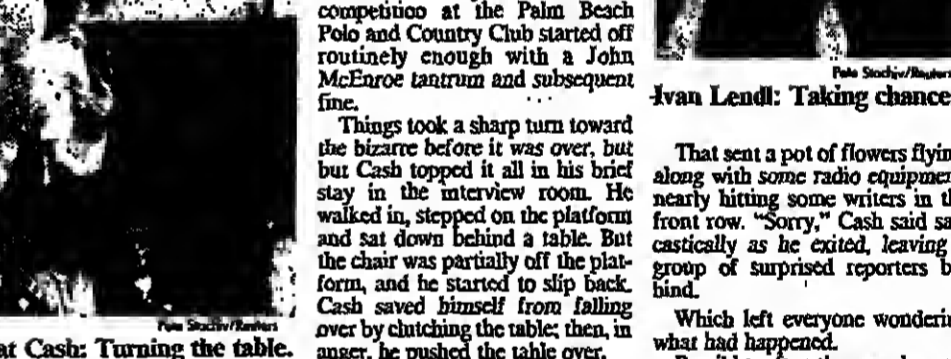 competition at the Palm Beach
Polo and Country Club started off
routinely enough with a John
McEnroe tantrum and subsequent
fine.
Things took a sharp turn toward
the bizarre before it was over, but
but Cash topped it all in his brief
stay in the interview room. He
walked in, stepped on the platform
and sat down behind a table. But
the chair was partially off the plat-
form, and he started to slip back.
Cash saved himself from falling
over by clutching the table; then, in
anger, he pushed the table over.
Pete Stachiv/Reuters
at Cash: Turning the table.
Pete Stachiv/Reuters
Ivan Lendl: Taking chance
That sent a pot of flowers flyin
along with some radio equipmen
nearly hitting some writers in th
front row. "Sorry," Cash said sa
castically as he exited, leaving
group of surprised reporters b
hind.
Which left everyone wonderin
what had happened.